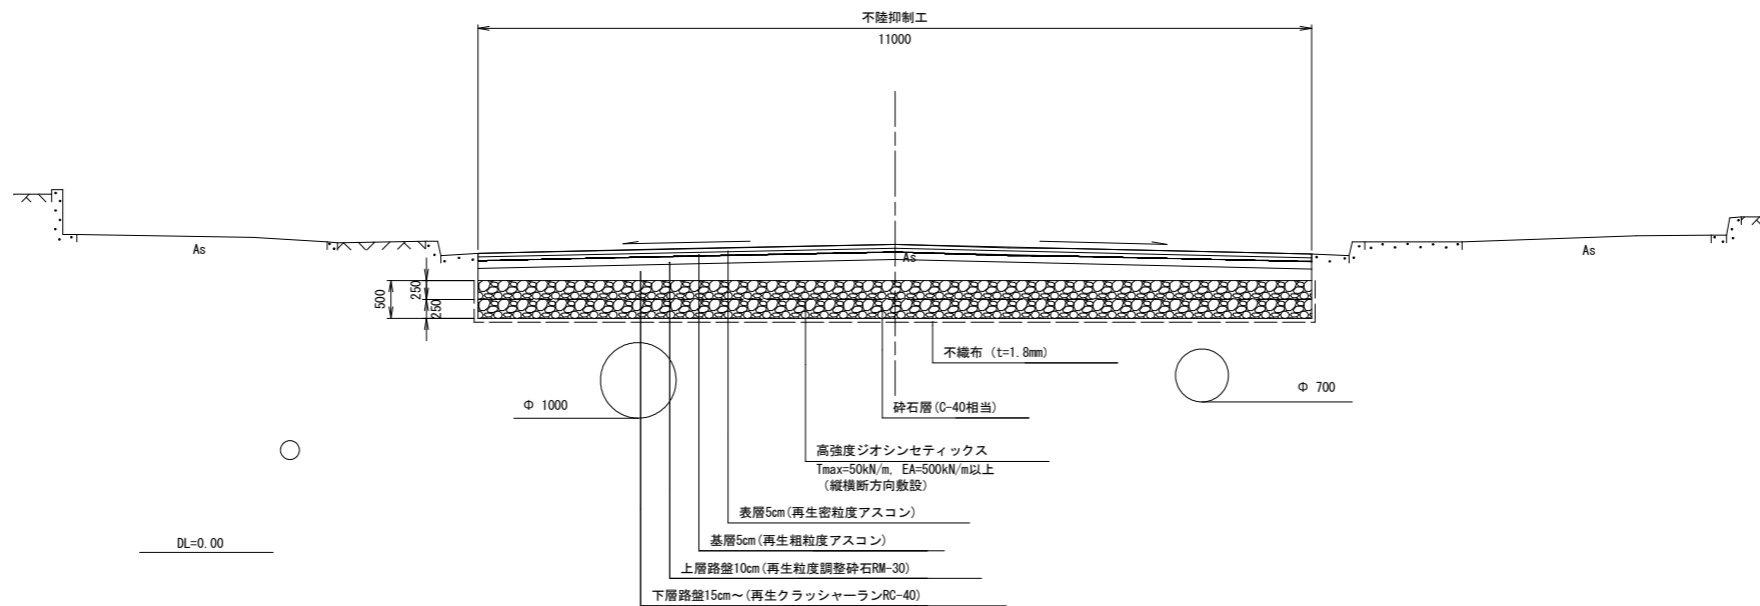 不陸抑制工
11000
As
As
As
500
250
250
不織布 (t=1.8mm)
Φ 1000
Φ 700
砕石層(C-40相当)
高強度ジオシンセティックス
Tmax=50kN/m, EA=500kN/m以上
(縦横断方向敷設)
表層5cm(再生密粒度アスコン)
基層5cm(再生粗粒度アスコン)
DL=0.00
上層路盤10cm(再生粒度調整砕石RM-30)
下層路盤15cm～(再生クラッシャーランRC-40)